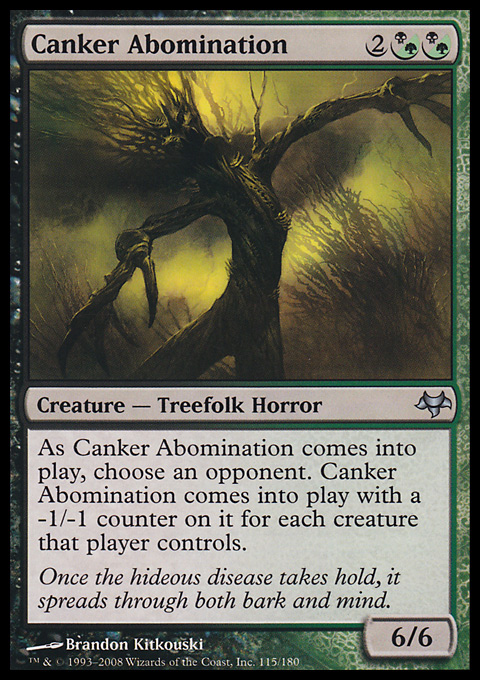 Canker Abomination 2
Creature — Treefolk Horror
As Canker Abomination comes into
play, choose an opponent. Canker
Abomination comes into play with a
-1/-1 counter on it for each creature
that player controls.
Once the hideous disease takes hold, it
spreads through both bark and mind.
Brandon Kitkouski
6/6
™ & © 1993–2008 Wizards of the Coast, Inc. 115/180